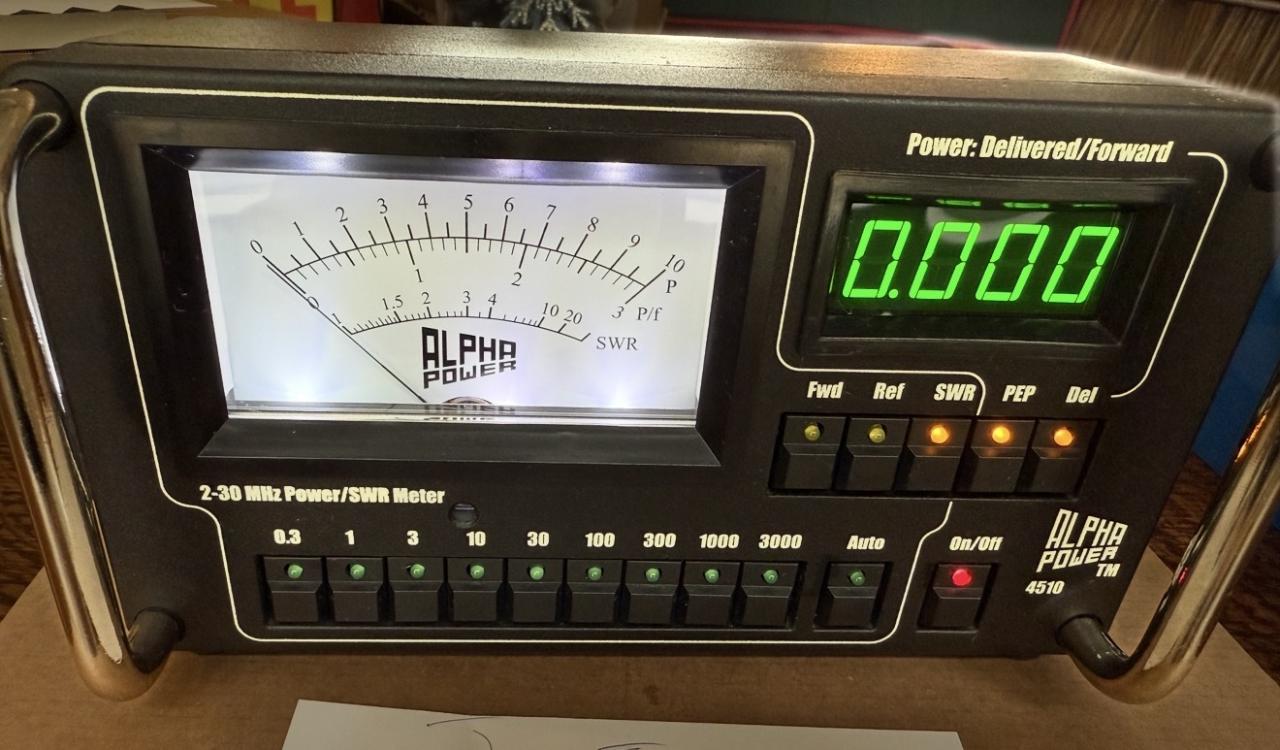 Power: Delivered/Forward
0 1 2 3 4 5 6 7 8 9 10
P
0 1 2 3 P/f
1 1.5 2 3 4 10 20 SWR
ALPHA
POWER
0.000
Fwd Ref SWR PEP Del
2-30 MHz Power/SWR Meter
0.3 1 3 10 30 100 300 1000 3000 Auto On/Off
ALPHA
POWER
TM
4510